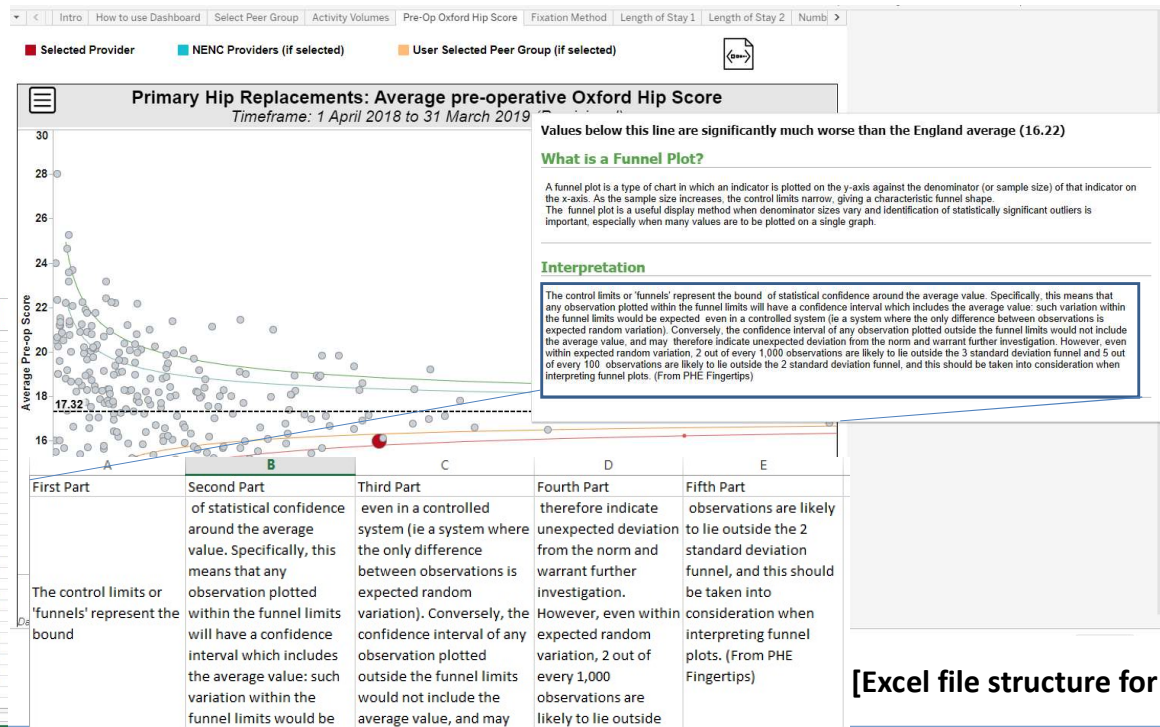 Intro How to use Dashboard Select Peer Group Activity Volumes Pre-Op Oxford Hip Score Fixation Method Length of Stay 1 Length of Stay 2 Numb
Selected Provider NENC Providers (if selected) User Selected Peer Group (if selected)
Primary Hip Replacements: Average pre-operative Oxford Hip Score
Timeframe: 1 April 2018 to 31 March 2019
Values below this line are significantly much worse than the England average (16.22)
What is a Funnel Plot?
A funnel plot is a type of chart in which an indicator is plotted on the y-axis against the denominator (or sample size) of that indicator on
the x-axis. As the sample size increases, the control limits narrow, giving a characteristic funnel shape.
The funnel plot is a useful display method when denominator sizes vary and identification of statistically significant outliers is
important, especially when many values are to be plotted on a single graph.
Interpretation
The control limits or 'funnels' represent the bound of statistical confidence around the average value. Specifically, this means that
any observation plotted within the funnel limits will have a confidence interval which includes the average value: such variation within
the funnel limits would be expected even in a controlled system (ie a system where the only difference between observations is
expected random variation). Conversely, the confidence interval of any observation plotted outside the funnel limits would not include
the average value, and may therefore indicate unexpected deviation from the norm and warrant further investigation. However, even
within expected random variation, 2 out of every 1,000 observations are likely to lie outside the 3 standard deviation funnel and 5 out
of every 100 observations are likely to lie outside the 2 standard deviation funnel, and this should be taken into consideration when
interpreting funnel plots. (From PHE Fingertips)
Average Pre-op Score
30
28
26
24
22
20
18
17.32
16
A B C D E
First Part Second Part Third Part Fourth Part Fifth Part
The control limits or
'funnels' represent the
bound
of statistical confidence
around the average
value. Specifically, this
means that any
observation plotted
within the funnel limits
will have a confidence
interval which includes
the average value: such
variation within the
funnel limits would be
even in a controlled
system (ie a system where
the only difference
between observations is
expected random
variation). Conversely, the
confidence interval of any
observation plotted
outside the funnel limits
would not include the
average value, and may
therefore indicate
unexpected deviation
from the norm and
warrant further
investigation.
However, even within
expected random
variation, 2 out of
every 1,000
observations are
likely to lie outside
observations are likely
to lie outside the 2
standard deviation
funnel, and this should
be taken into
consideration when
interpreting funnel
plots. (From PHE
Fingertips)
[Excel file structure for